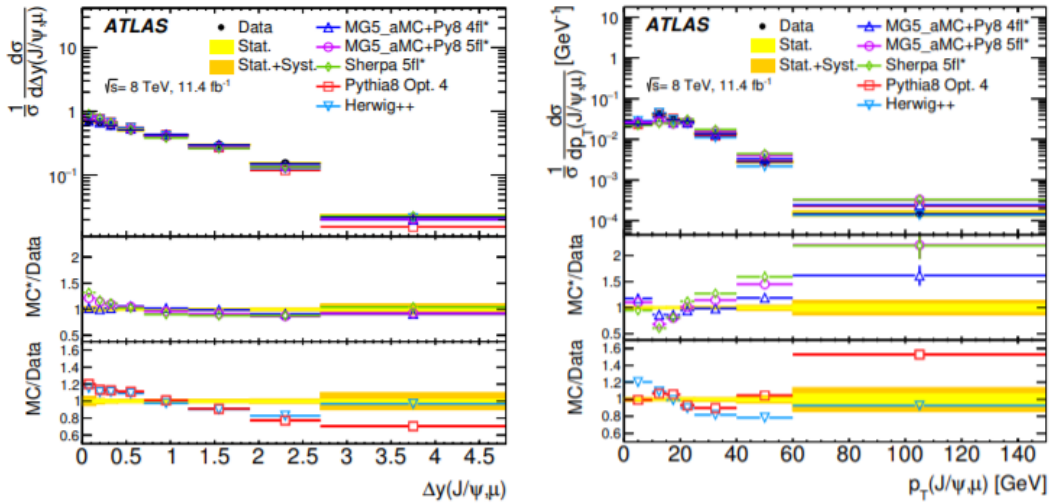 ATLAS
Data
Stat.
Stat.+Syst.
MG5_aMC+Py8 4fl*
MG5_aMC+Py8 5fl*
Sherpa 5fl*
Pythia8 Opt. 4
Herwig++
√s= 8 TeV, 11.4 fb⁻¹
1/σ dσ/dΔy(J/ψ,μ)
10
1
10⁻¹
MC*/Data
2
1.5
1
0.5
MC/Data
1.6
1.4
1.2
1.0
0.8
0.6
0 0.5 1 1.5 2 2.5 3 3.5 4 4.5
Δy(J/ψ,μ)
ATLAS
Data
Stat.
Stat.+Syst.
MG5_aMC+Py8 4fl*
MG5_aMC+Py8 5fl*
Sherpa 5fl*
Pythia8 Opt. 4
Herwig++
√s= 8 TeV, 11.4 fb⁻¹
1/σ dσ/dp_T(J/ψ,μ) [GeV⁻¹]
1
10⁻¹
10⁻²
10⁻³
10⁻⁴
MC*/Data
2
1.5
1
0.5
MC/Data
1.6
1.4
1.2
1.0
0.8
0.6
0 20 40 60 80 100 120 140
p_T(J/ψ,μ) [GeV]